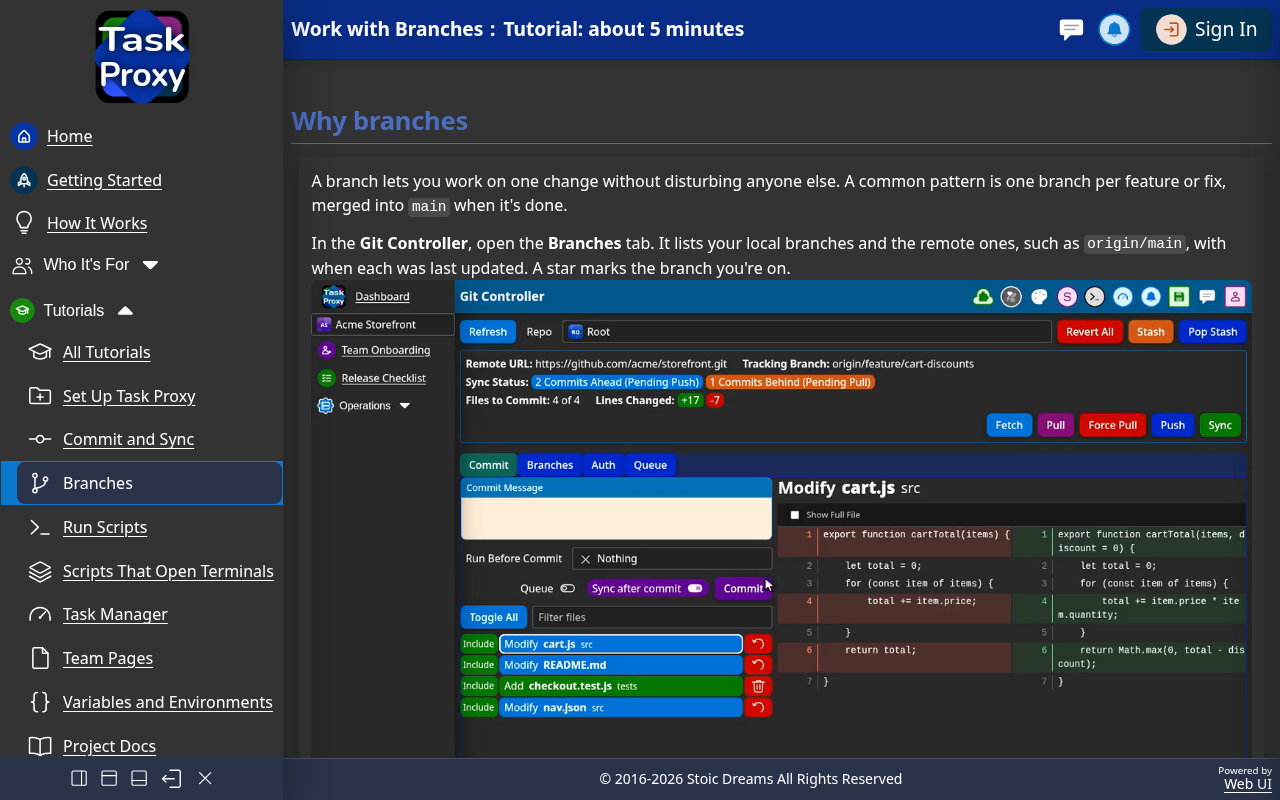 Task
Proxy
Work with Branches : Tutorial: about 5 minutes
Sign In
Home
Getting Started
How It Works
Who It's For
Tutorials
All Tutorials
Set Up Task Proxy
Commit and Sync
Branches
Run Scripts
Scripts That Open Terminals
Task Manager
Team Pages
Variables and Environments
Project Docs
Why branches
A branch lets you work on one change without disturbing anyone else. A common pattern is one branch per feature or fix,
merged into main when it's done.
In the Git Controller, open the Branches tab. It lists your local branches and the remote ones, such as origin/main, with
when each was last updated. A star marks the branch you're on.
Task
Proxy
Dashboard
Git Controller
S
AS Acme Storefront
Team Onboarding
Release Checklist
Operations
Refresh
Repo
RO Root
Revert All
Stash
Pop Stash
Remote URL: https://github.com/acme/storefront.git Tracking Branch: origin/feature/cart-discounts
Sync Status: 2 Commits Ahead (Pending Push) 1 Commits Behind (Pending Pull)
Files to Commit: 4 of 4 Lines Changed: +17 -7
Fetch
Pull
Force Pull
Push
Sync
Commit
Branches
Auth
Queue
Commit Message
Run Before Commit
Nothing
Queue
Sync after commit
Commit
Toggle All
Filter files
Include Modify cart.js src
Include Modify README.md
Include Add checkout.test.js tests
Include Modify nav.json src
Modify cart.js src
Show Full File
1 export function cartTotal(items) {
2 let total = 0;
3 for (const item of items) {
4 total += item.price;
5 }
6 return total;
7 }
1 export function cartTotal(items, d
iscount = 0) {
2 let total = 0;
3 for (const item of items) {
4 total += item.price * ite
m.quantity;
5 }
6 return Math.max(0, total - dis
count);
7 }
© 2016-2026 Stoic Dreams All Rights Reserved
Powered by
Web UI